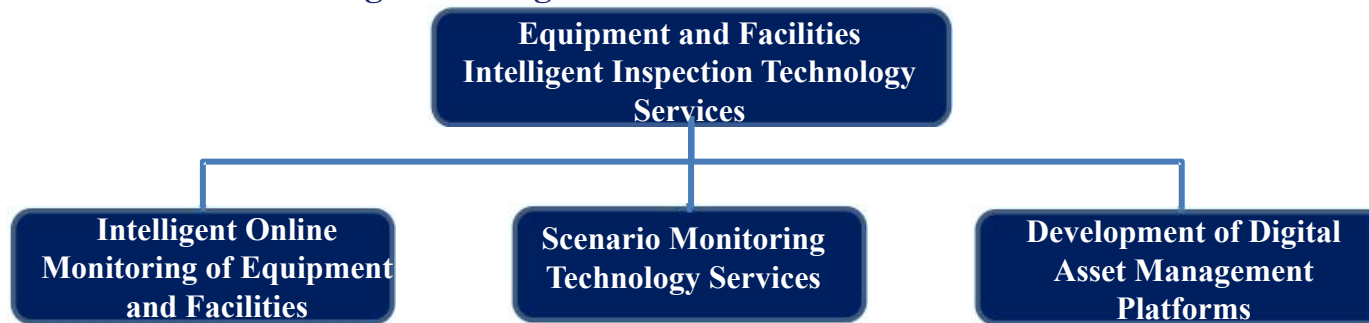 Equipment and Facilities
Intelligent Inspection Technology
Services
Intelligent Online
Monitoring of Equipment
and Facilities
Scenario Monitoring
Technology Services
Development of Digital
Asset Management
Platforms